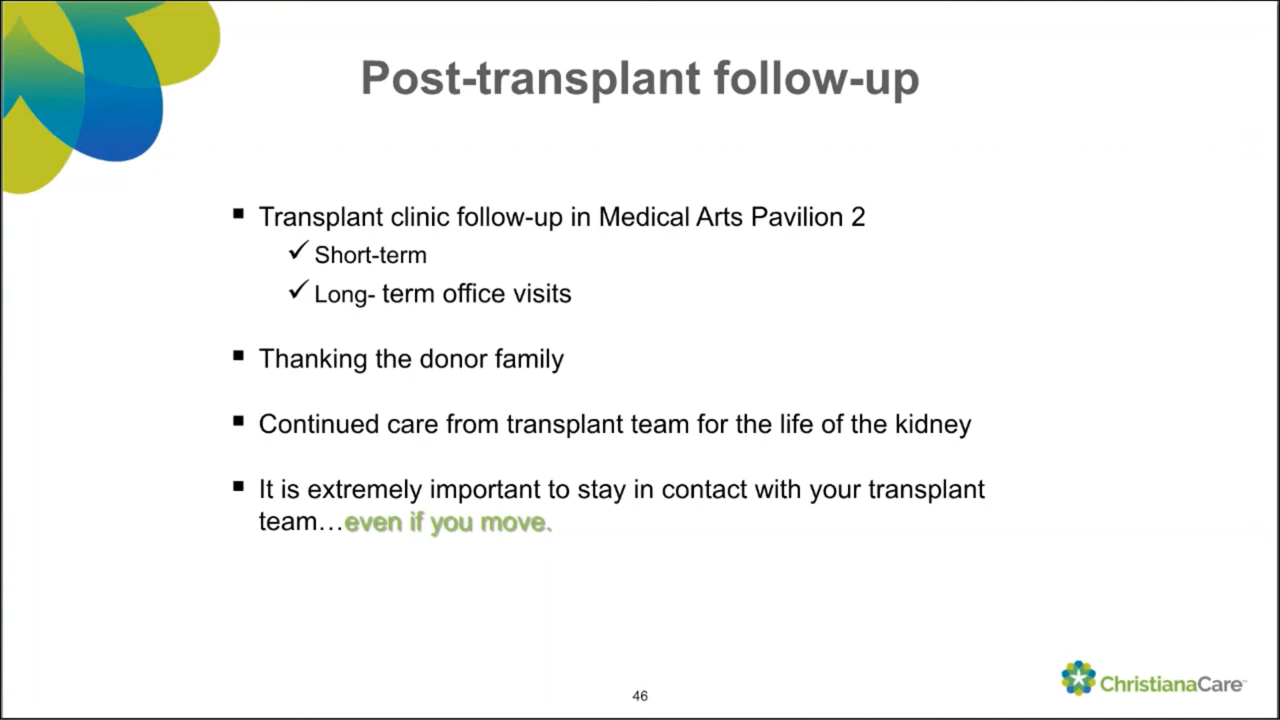 Post-transplant follow-up
▪ Transplant clinic follow-up in Medical Arts Pavilion 2
✓ Short-term
✓ Long- term office visits
▪ Thanking the donor family
▪ Continued care from transplant team for the life of the kidney
▪ It is extremely important to stay in contact with your transplant
team…even if you move.
46
ChristianaCare™